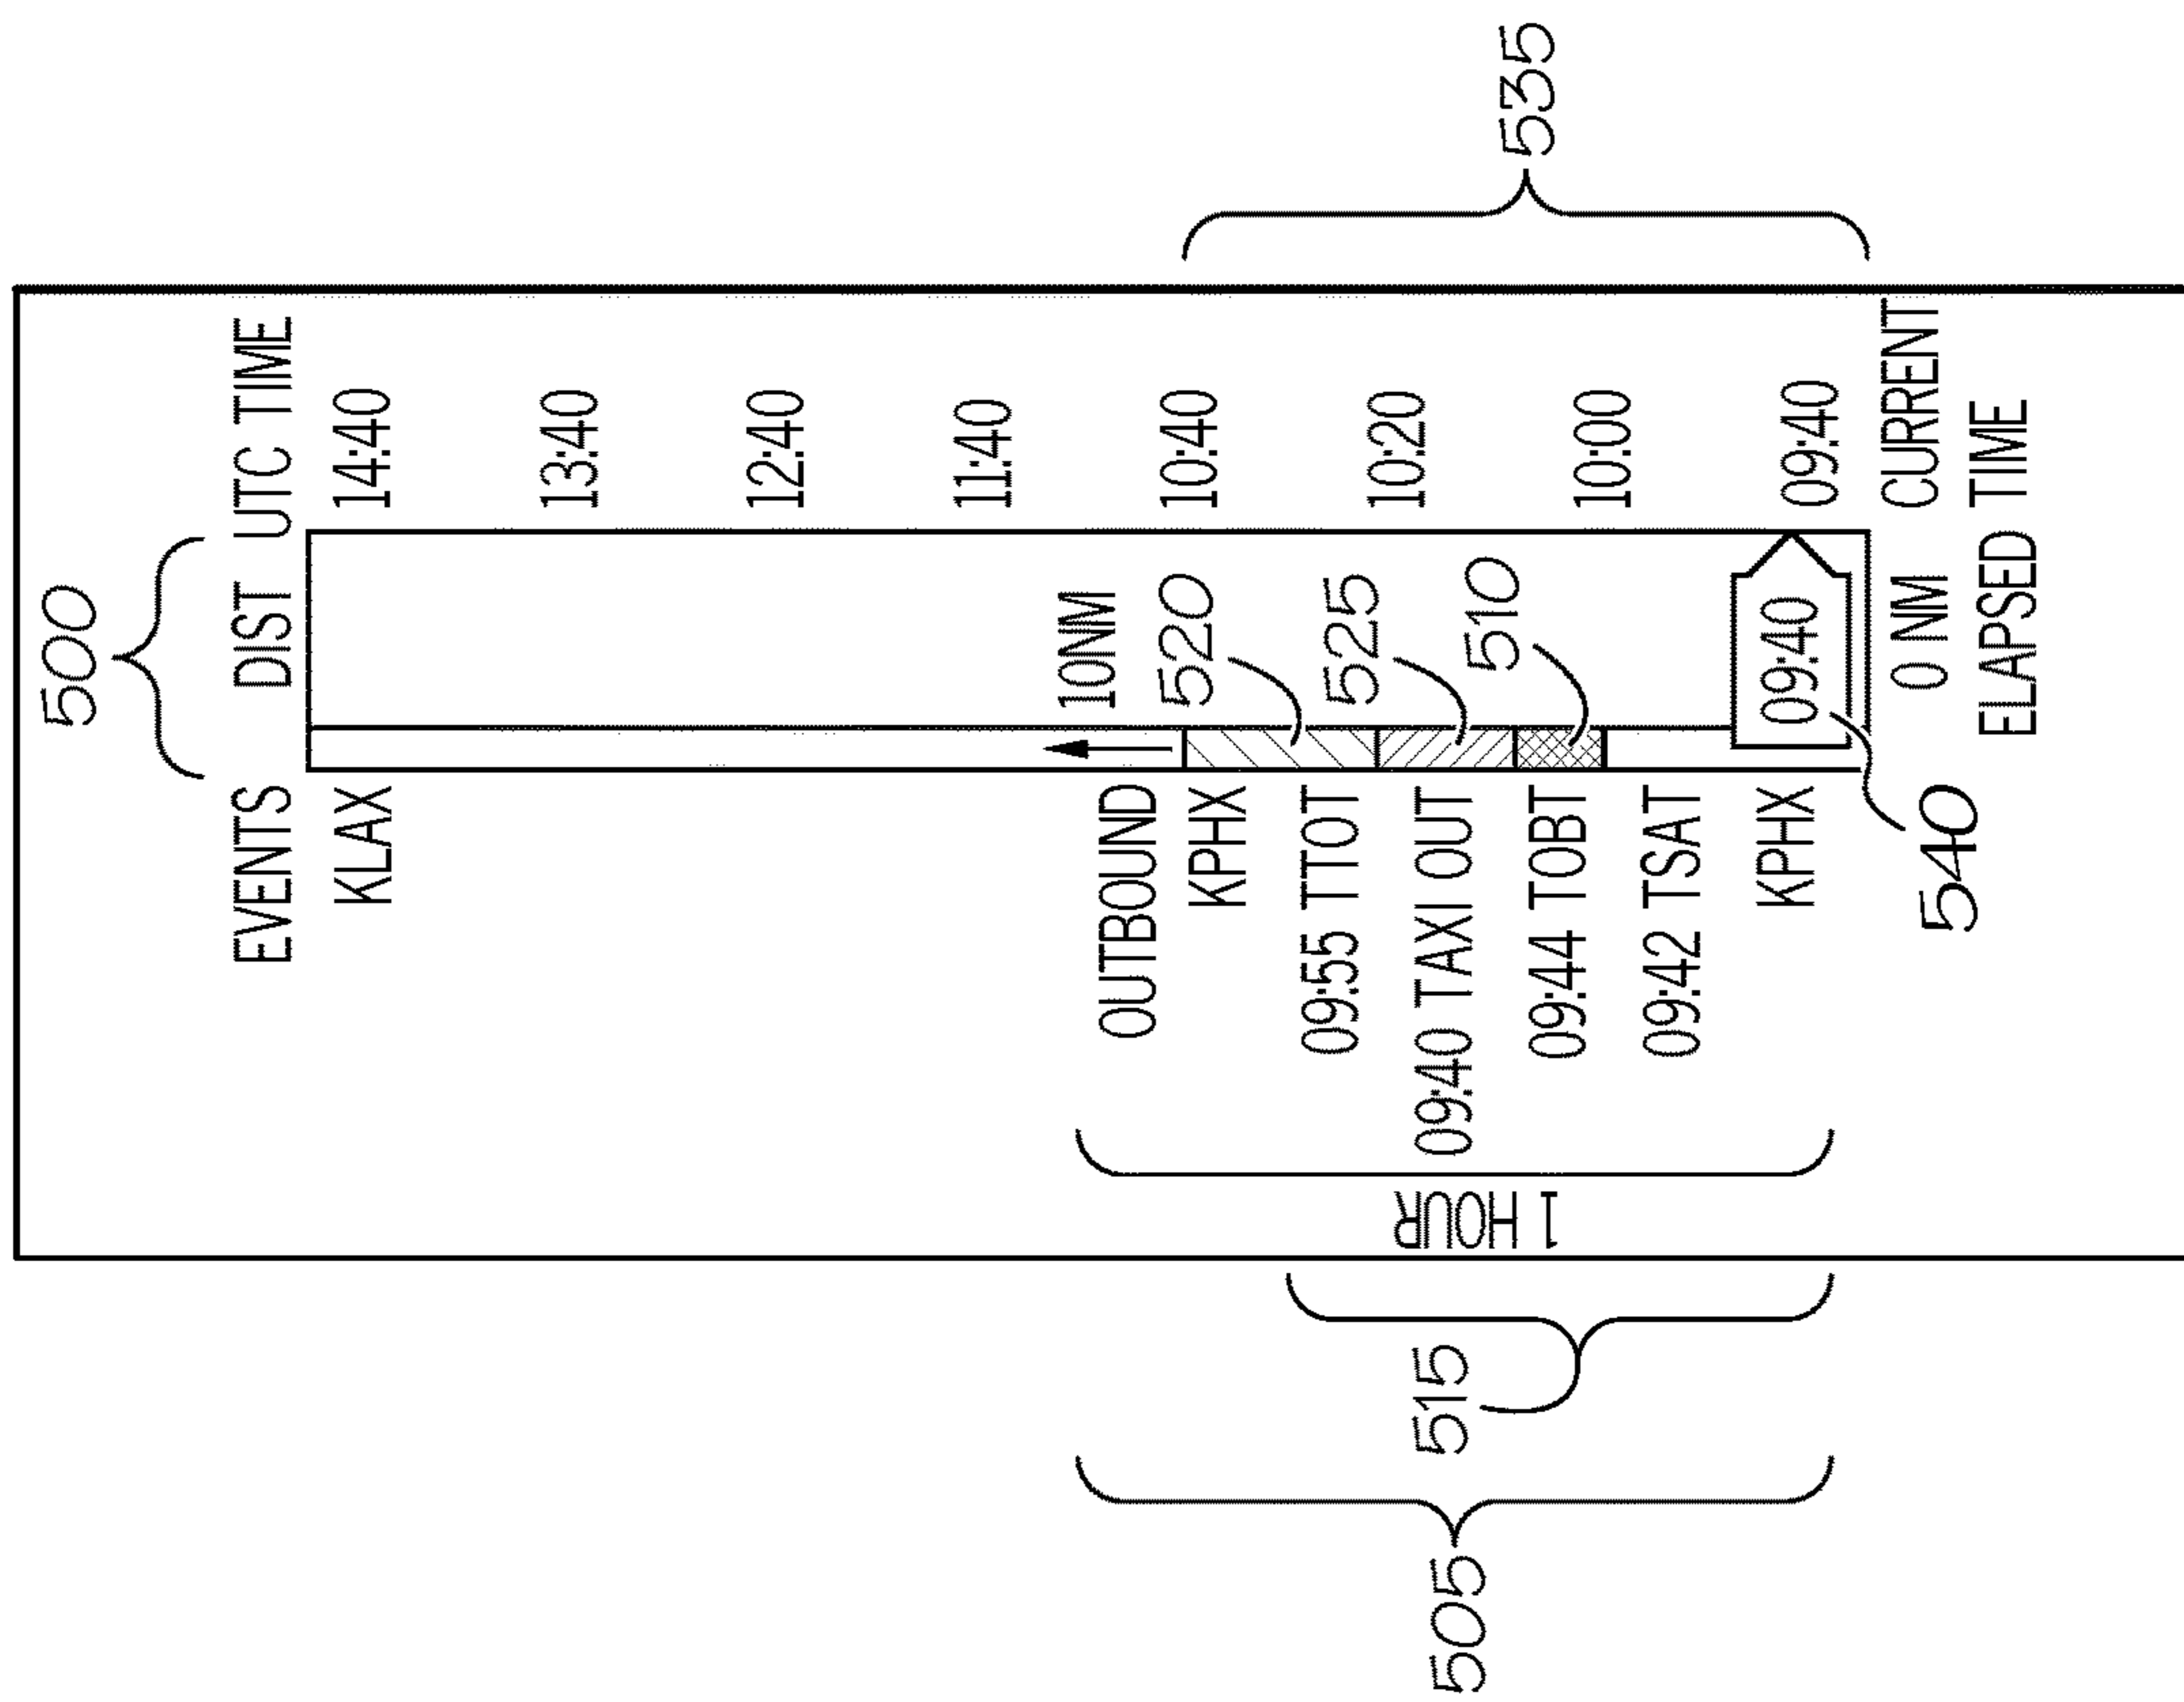 500
EVENTS DIST UTC TIME
KLAX 14:40
13:40
12:40
11:40
10NM
OUTBOUND
KPHX 520 10:40
09:55 TTOT 525 10:20
09:40 TAXI OUT
1 HOUR
510
09:44 TOBT 10:00
09:42 TSAT
KPHX 09:40 09:40
540 0 NM CURRENT
ELAPSED TIME
535
515
505